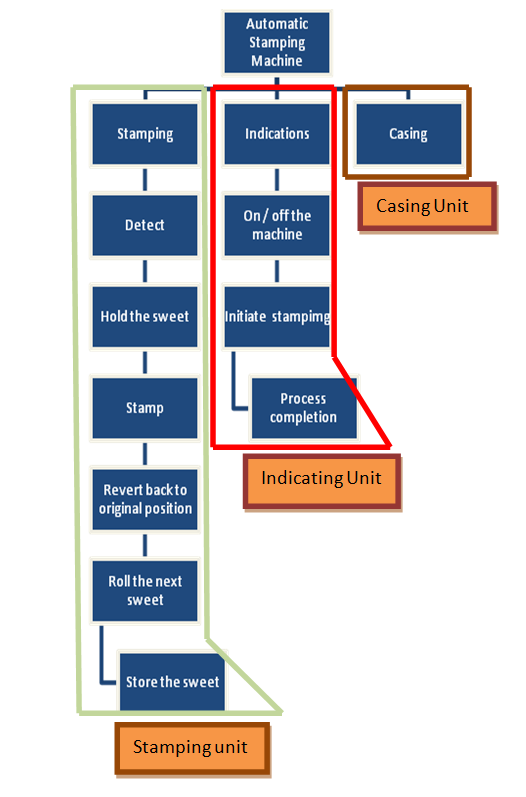 Automatic
Stamping
Machine
Stamping
Indications
Casing
Casing Unit
Detect
On / off the
machine
Hold the sweet
Initiate stampimg
Stamp
Process
completion
Indicating Unit
Revert back to
original position
Roll the next
sweet
Store the sweet
Stamping unit